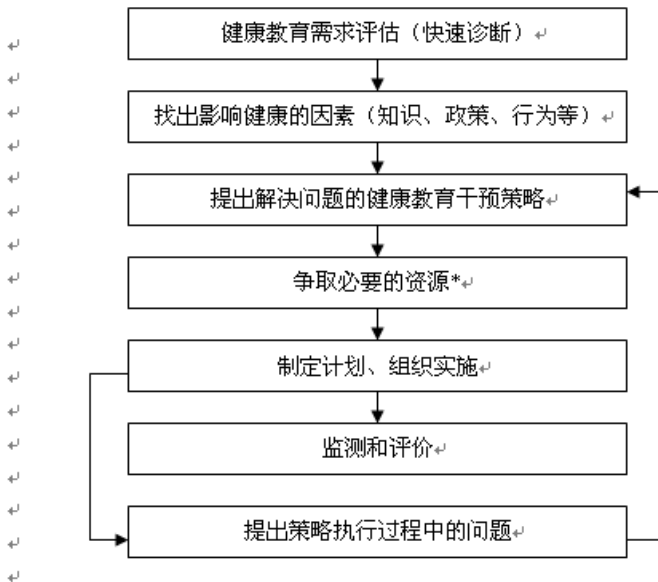 健康教育需求评估（快速诊断）
找出影响健康的因素（知识、政策、行为等）
提出解决问题的健康教育干预策略
争取必要的资源*
制定计划、组织实施
监测和评价
提出策略执行过程中的问题